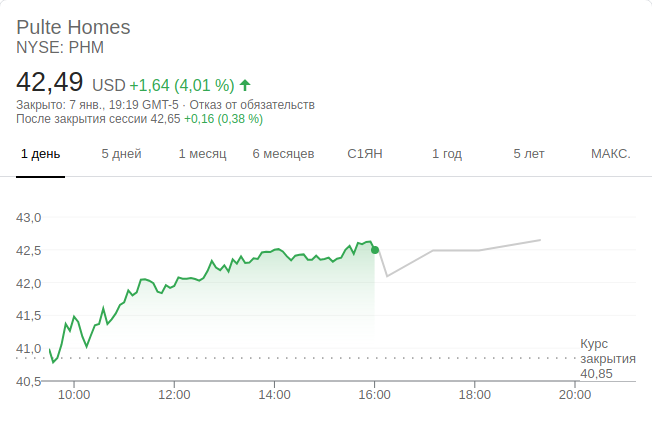 Pulte Homes
NYSE: PHM
42,49 USD +1,64 (4,01 %)
Закрыто: 7 янв., 19:19 GMT-5 · Отказ от обязательств
После закрытия сессии 42,65 +0,16 (0,38 %)
1 день 5 дней 1 месяц 6 месяцев С1ЯН 1 год 5 лет МАКС.
43,0
42,5
42,0
41,5
41,0
40,5
Курс
закрытия
40,85
10:00 12:00 14:00 16:00 18:00 20:00